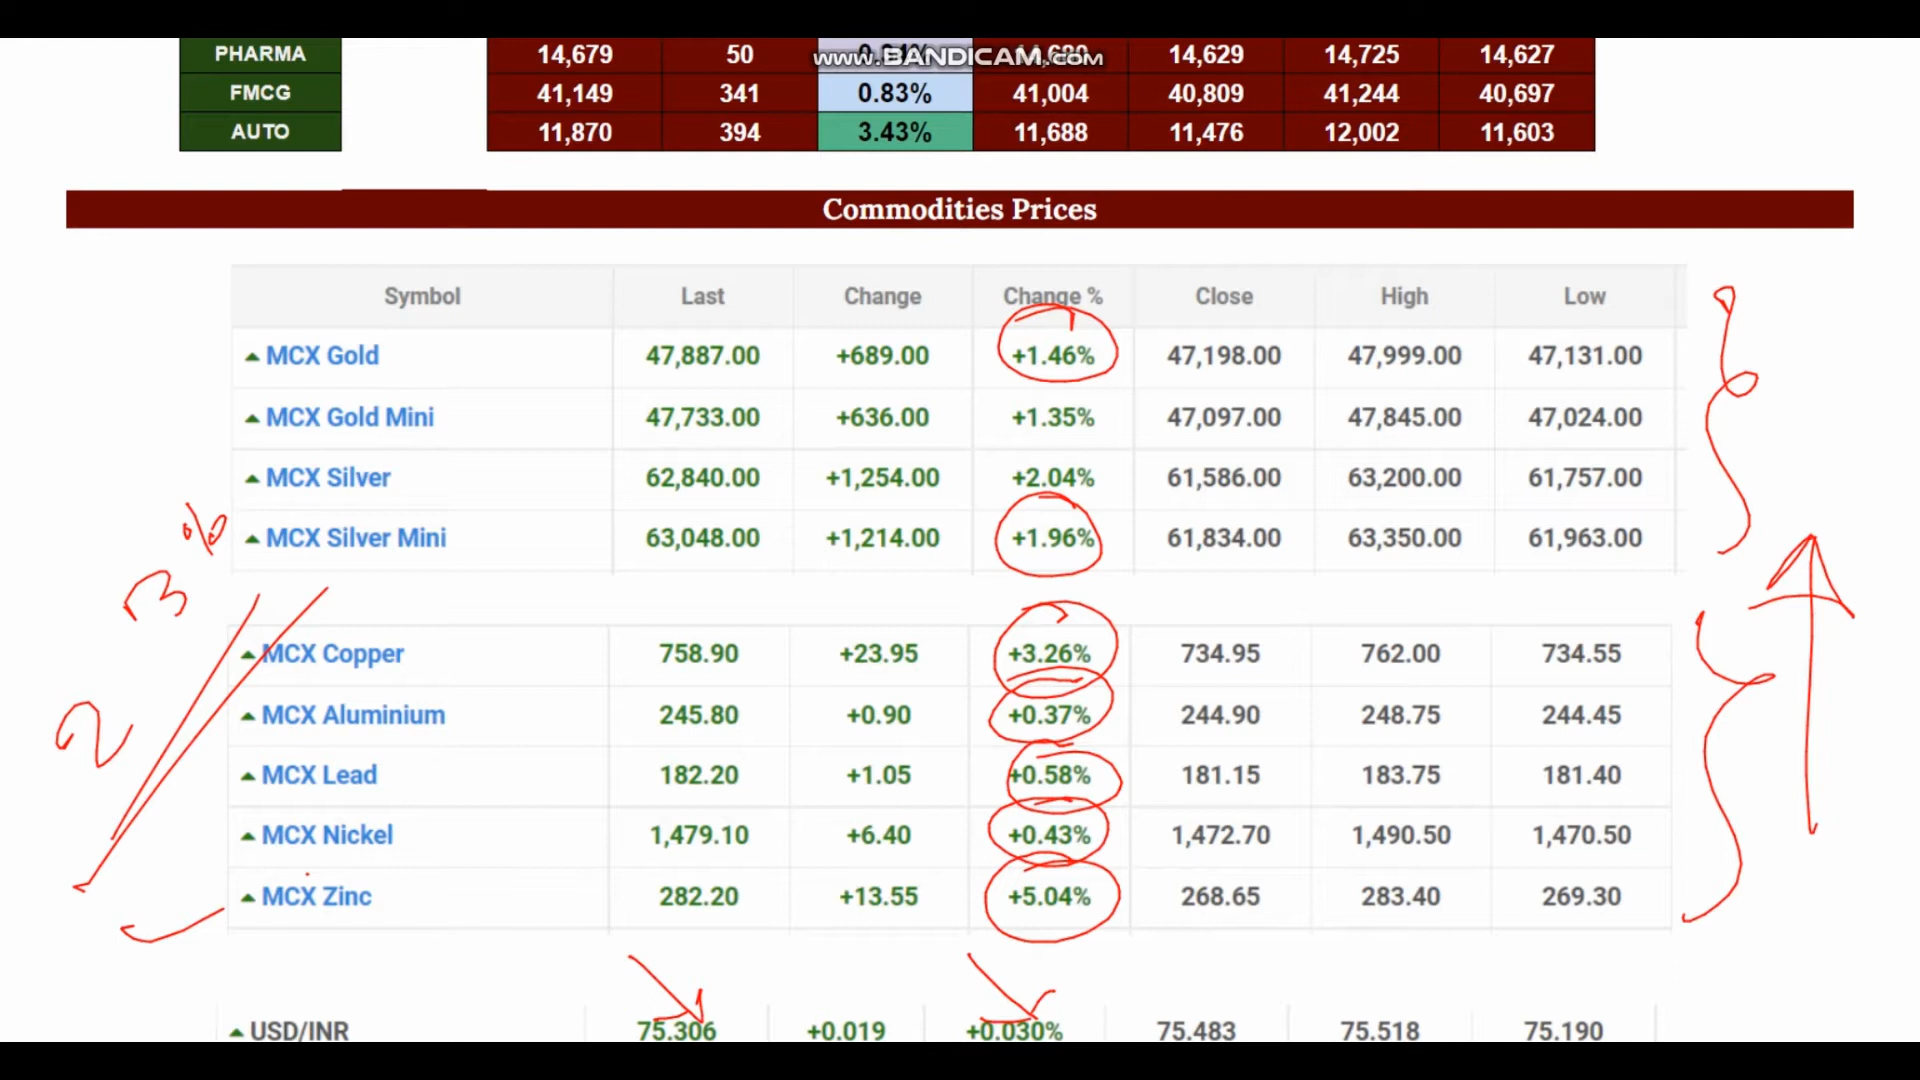 www.BANDICAM.com
PHARMA 14,679 50 14,629 14,725 14,627
FMCG 41,149 341 0.83% 41,004 40,809 41,244 40,697
AUTO 11,870 394 3.43% 11,688 11,476 12,002 11,603
Commodities Prices
Symbol Last Change Change % Close High Low
MCX Gold 47,887.00 +689.00 +1.46% 47,198.00 47,999.00 47,131.00
MCX Gold Mini 47,733.00 +636.00 +1.35% 47,097.00 47,845.00 47,024.00
MCX Silver 62,840.00 +1,254.00 +2.04% 61,586.00 63,200.00 61,757.00
MCX Silver Mini 63,048.00 +1,214.00 +1.96% 61,834.00 63,350.00 61,963.00
MCX Copper 758.90 +23.95 +3.26% 734.95 762.00 734.55
MCX Aluminium 245.80 +0.90 +0.37% 244.90 248.75 244.45
MCX Lead 182.20 +1.05 +0.58% 181.15 183.75 181.40
MCX Nickel 1,479.10 +6.40 +0.43% 1,472.70 1,490.50 1,470.50
MCX Zinc 282.20 +13.55 +5.04% 268.65 283.40 269.30
USD/INR 75.306 +0.019 +0.030% 75.483 75.518 75.190
2 3 %